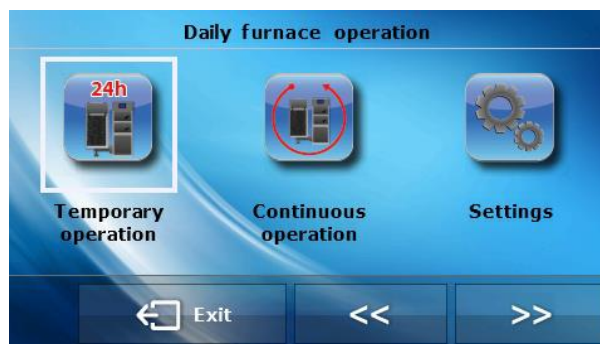 Daily furnace operation
24h
Temporary
operation
Continuous
operation
Settings
Exit
<<
>>